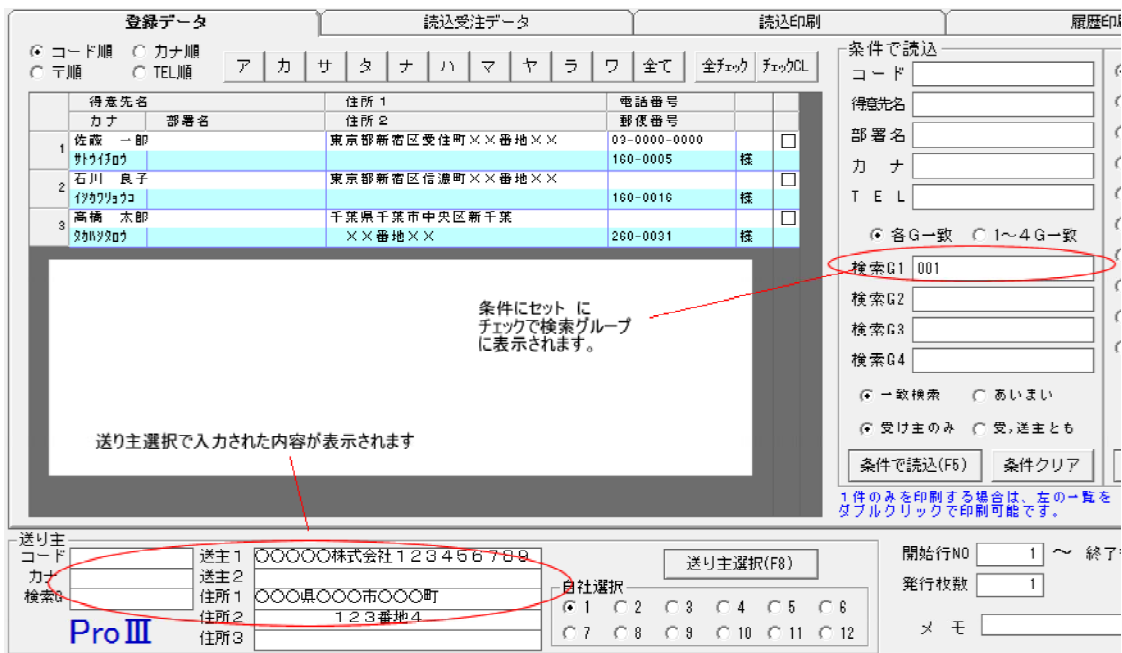 登録データ 読込受注データ 読込印刷 履歴印刷
コード順 カナ順
〒順 TEL順
ア カ サ タ ナ ハ マ ヤ ラ ワ 全て 全チェック チェックCL
得意先名 住所1 電話番号
カナ 部署名 住所2 郵便番号
1 佐藤 一郎 東京都新宿区愛住町××番地×× 03-0000-0000
サトウイチロウ 160-0005 様
2 石川 良子 東京都新宿区信濃町××番地××
イシカワリョウコ 160-0016 様
3 高橋 太郎 千葉県千葉市中央区新千葉
タカハシタロウ ××番地×× 260-0031 様
条件にセット に
チェックで検索グループ
に表示されます。
送り主選択で入力された内容が表示されます
条件で読込
コード
得意先名
部署名
カ ナ
T E L
各G一致 1～4G一致
検索G1 001
検索G2
検索G3
検索G4
一致検索 あいまい
受け主のみ 受,送主とも
条件で読込(F5) 条件クリア
1件のみを印刷する場合は、左の一覧を
ダブルクリックで印刷可能です。
送り主
コード
カナ
検索G
ProⅢ
送主1 〇〇〇〇〇株式会社123456789
送主2
住所1 〇〇〇県〇〇〇市〇〇〇町
住所2 123番地4
住所3
送り主選択(F8)
自社選択
1 2 3 4 5 6
7 8 9 10 11 12
開始行NO 1 ～ 終了
発行枚数 1
メ モ